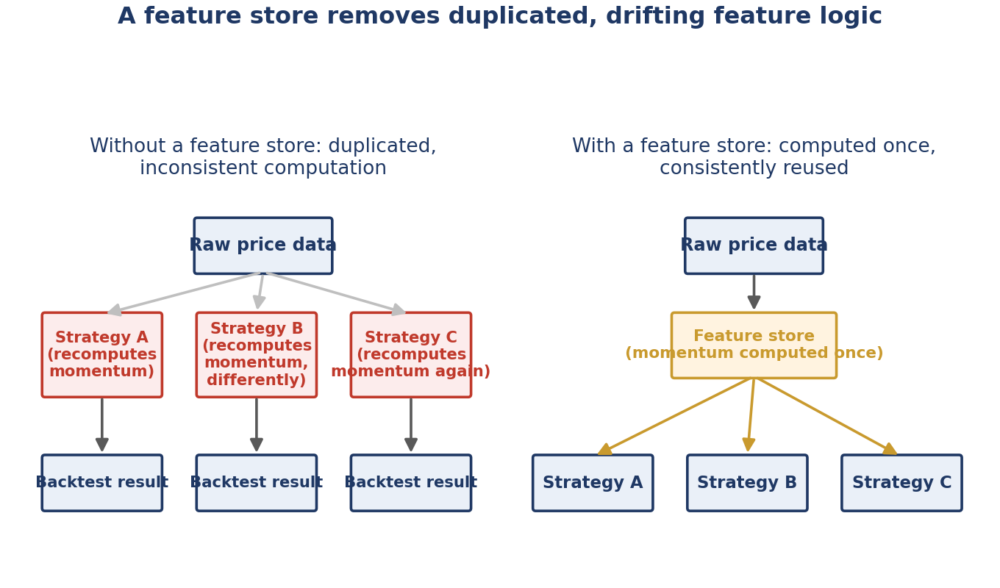 A feature store removes duplicated, drifting feature logic
Without a feature store: duplicated,
inconsistent computation
Raw price data
Strategy A
(recomputes
momentum)
Strategy B
(recomputes
momentum,
differently)
Strategy C
(recomputes
momentum again)
Backtest result
Backtest result
Backtest result
With a feature store: computed once,
consistently reused
Raw price data
Feature store
(momentum computed once)
Strategy A
Strategy B
Strategy C